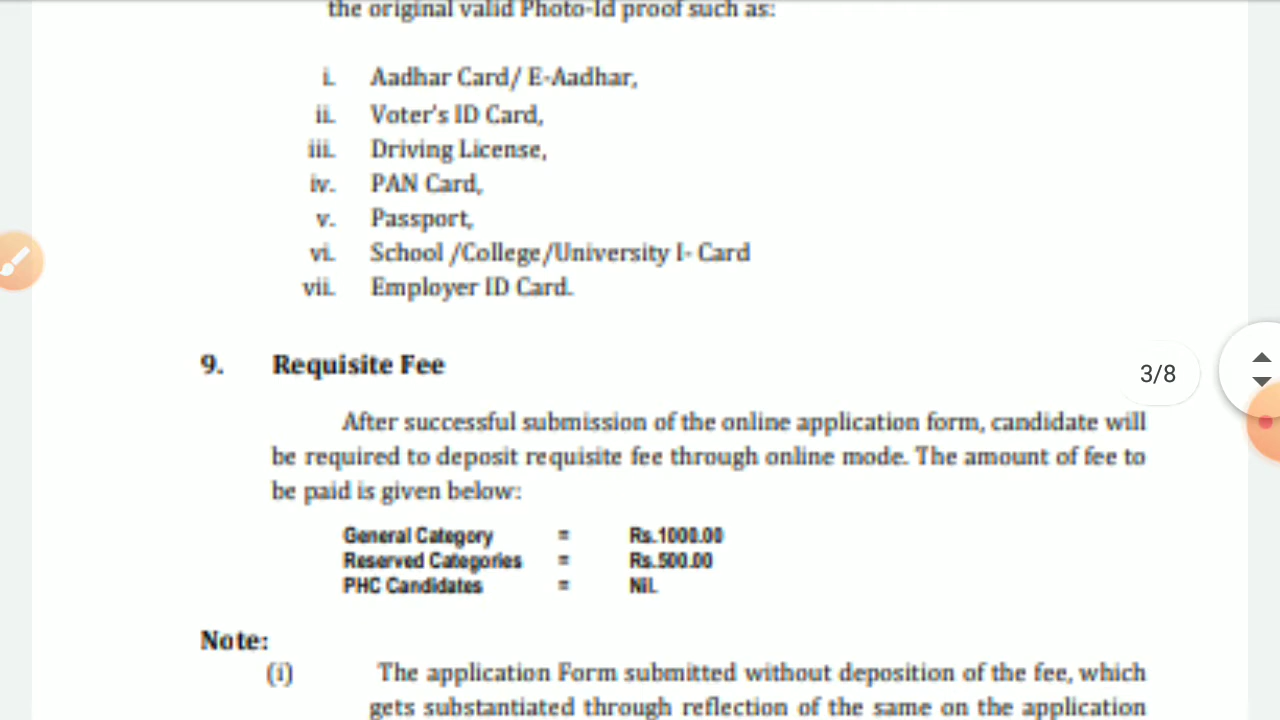 the original valid Photo-Id proof such as:
i. Aadhar Card/ E-Aadhar,
ii. Voter's ID Card,
iii. Driving License,
iv. PAN Card,
v. Passport,
vi. School /College/University I- Card
vii. Employer ID Card.
9. Requisite Fee
3/8
After successful submission of the online application form, candidate will
be required to deposit requisite fee through online mode. The amount of fee to
be paid is given below:
General Category = Rs.1000.00
Reserved Categories = Rs.500.00
PHC Candidates = NiL
Note:
(i) The application Form submitted without deposition of the fee, which
gets substantiated through reflection of the same on the application